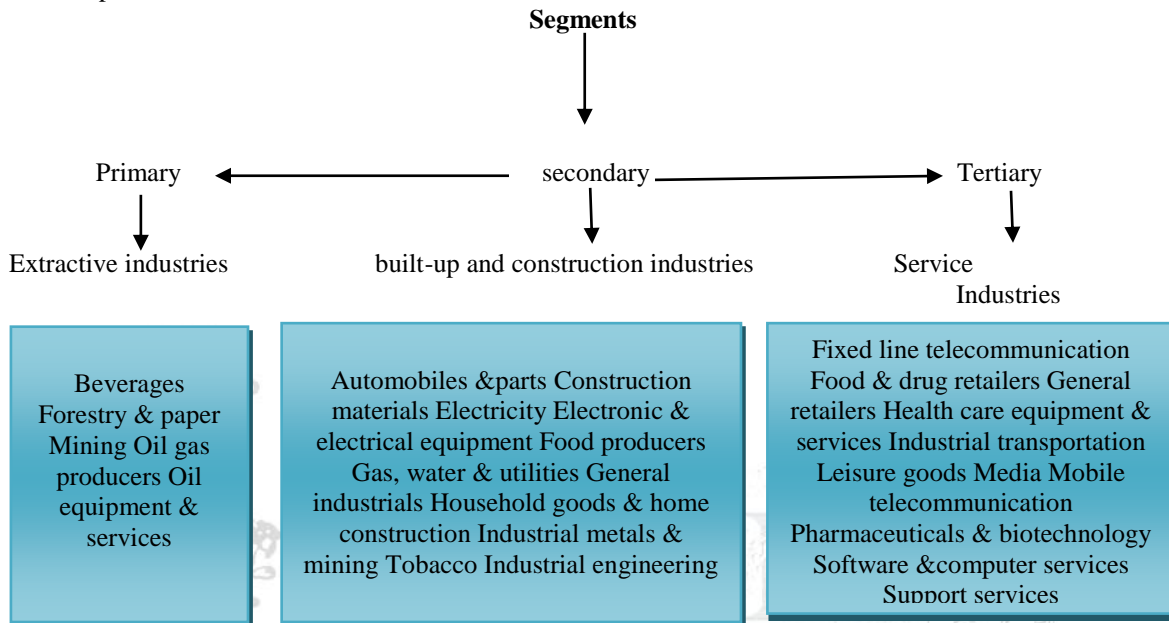 Segments
Primary
secondary
Tertiary
Extractive industries
built-up and construction industries
Service
Industries
Beverages
Forestry & paper
Mining Oil gas
producers Oil
equipment &
services
Automobiles &parts Construction
materials Electricity Electronic &
electrical equipment Food producers
Gas, water & utilities General
industrials Household goods & home
construction Industrial metals &
mining Tobacco Industrial engineering
Fixed line telecommunication
Food & drug retailers General
retailers Health care equipment &
services Industrial transportation
Leisure goods Media Mobile
telecommunication
Pharmaceuticals & biotechnology
Software &computer services
Support services